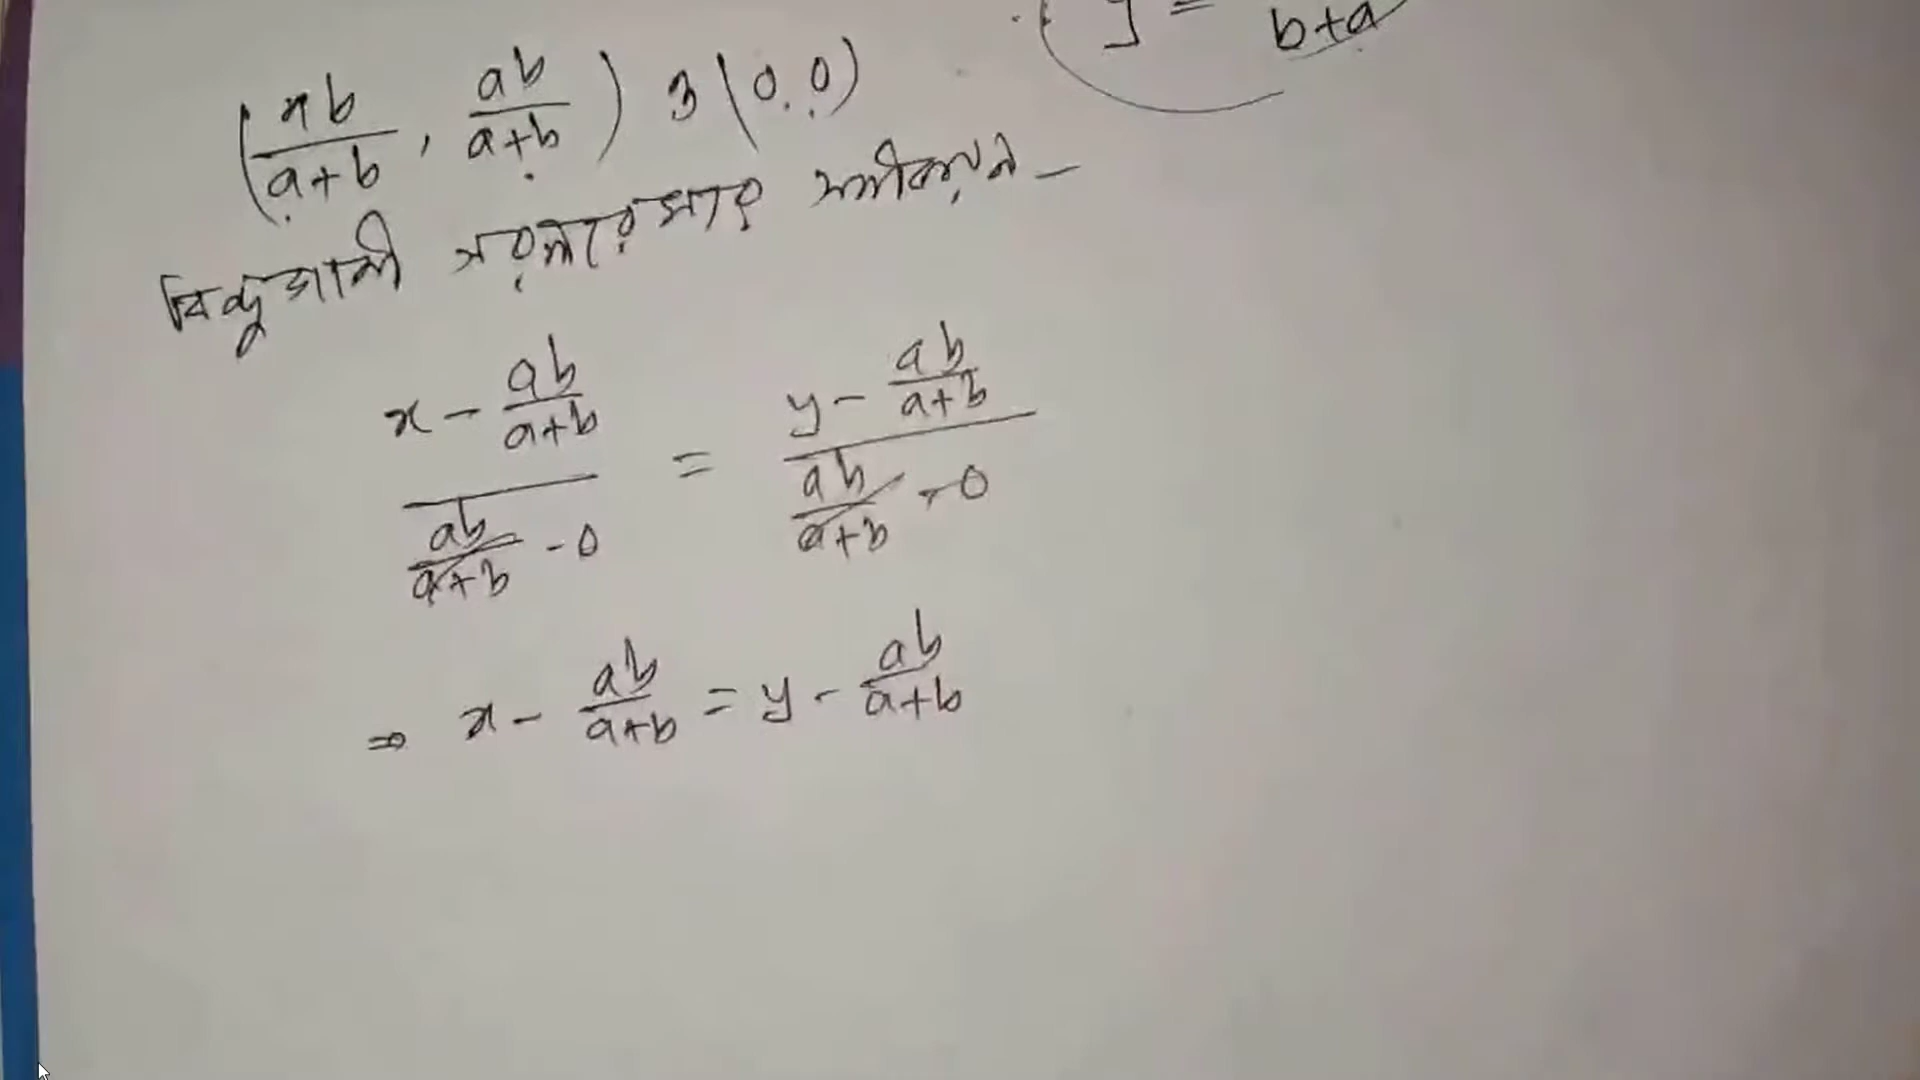 y = / b+a
(ab/a+b, ab/a+b) ও (0,0)
বিন্দুগামী সরলরেখার সমীকরণ -
(x - ab/a+b) / (ab/a+b - 0) = (y - ab/a+b) / (ab/a+b - 0)
⇒ x - ab/a+b = y - ab/a+b